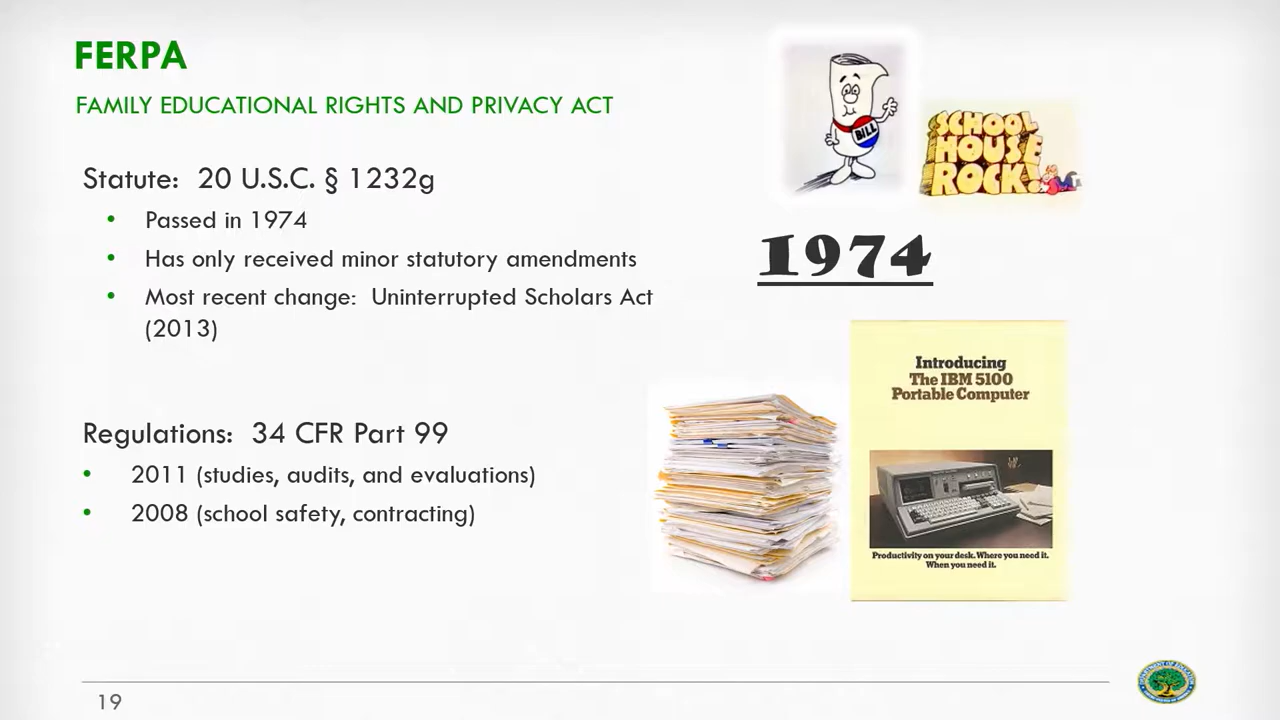 FERPA
FAMILY EDUCATIONAL RIGHTS AND PRIVACY ACT
Statute: 20 U.S.C. § 1232g
• Passed in 1974
• Has only received minor statutory amendments
• Most recent change: Uninterrupted Scholars Act
(2013)
Regulations: 34 CFR Part 99
• 2011 (studies, audits, and evaluations)
• 2008 (school safety, contracting)
BILL
SCHOOL
HOUSE
ROCK!
1974
Introducing
The IBM 5100
Portable Computer
Productivity on your desk. Where you need it.
When you need it.
19